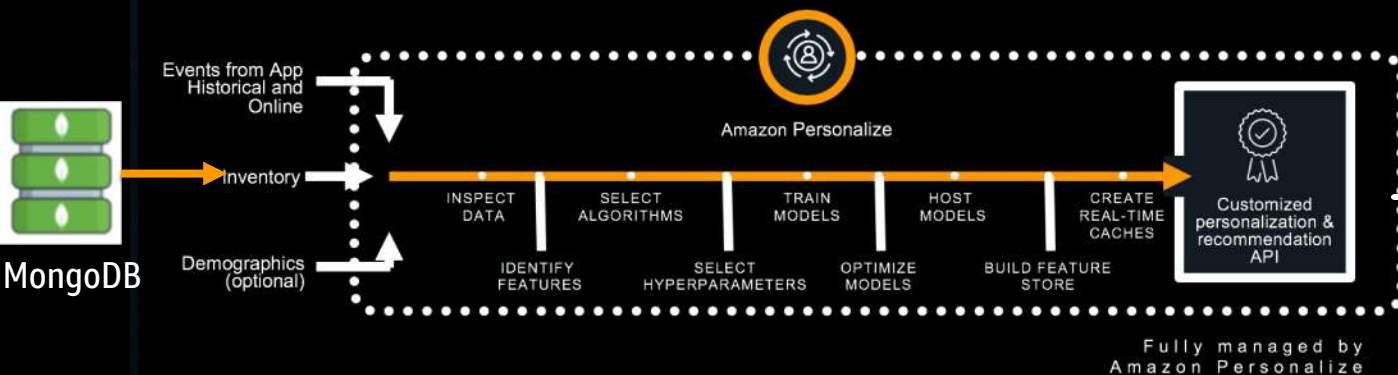 Events from App
Historical and
Online
Amazon Personalize
Inventory
MongoDB
Demographics
(optional)
INSPECT
DATA
IDENTIFY
FEATURES
SELECT
ALGORITHMS
SELECT
HYPERPARAMETERS
TRAIN
MODELS
OPTIMIZE
MODELS
HOST
MODELS
BUILD FEATURE
STORE
CREATE
REAL-TIME
CACHES
Customized
personalization &
recommendation
API
Fully managed by
Amazon Personalize